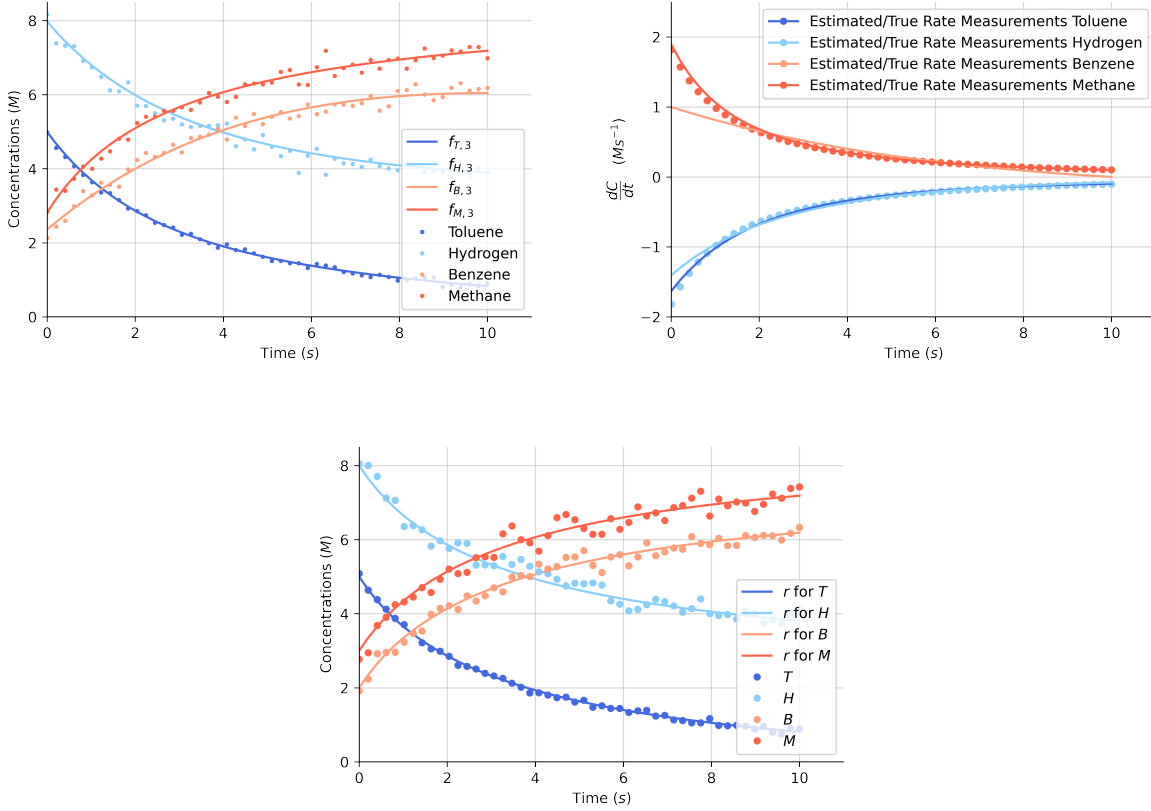 8
6
4
2
0
Concentrations (M)
0 2 4 6 8 10
Time (s)
f_{T,3}
f_{H,3}
f_{B,3}
f_{M,3}
Toluene
Hydrogen
Benzene
Methane
2
1
0
−1
−2
dC/dt (Ms^{−1})
0 2 4 6 8 10
Time (s)
Estimated/True Rate Measurements Toluene
Estimated/True Rate Measurements Hydrogen
Estimated/True Rate Measurements Benzene
Estimated/True Rate Measurements Methane
8
6
4
2
0
Concentrations (M)
0 2 4 6 8 10
Time (s)
r for T
r for H
r for B
r for M
T
H
B
M